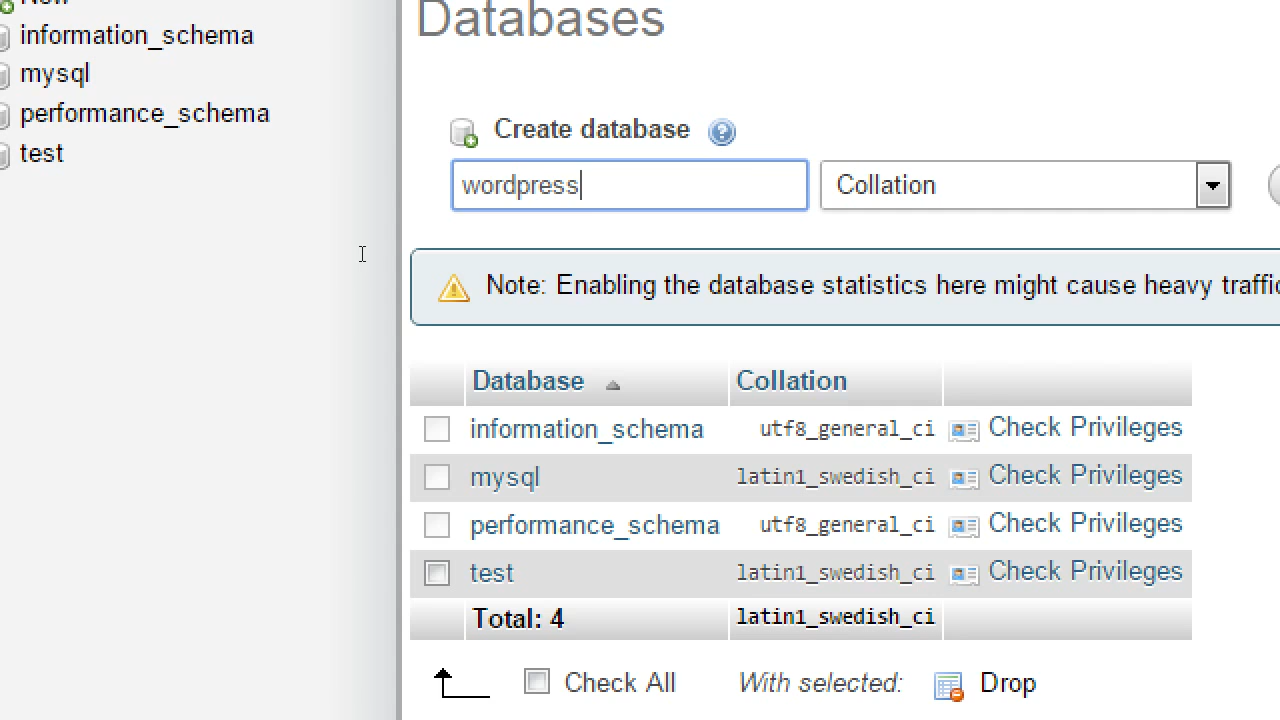 Databases
information_schema
mysql
performance_schema
test
Create database
wordpress
Collation
Note: Enabling the database statistics here might cause heavy
Database Collation
information_schema utf8_general_ci Check Privileges
mysql latin1_swedish_ci Check Privileges
performance_schema utf8_general_ci Check Privileges
test latin1_swedish_ci Check Privileges
Total: 4 latin1_swedish_ci
Check All With selected: Drop